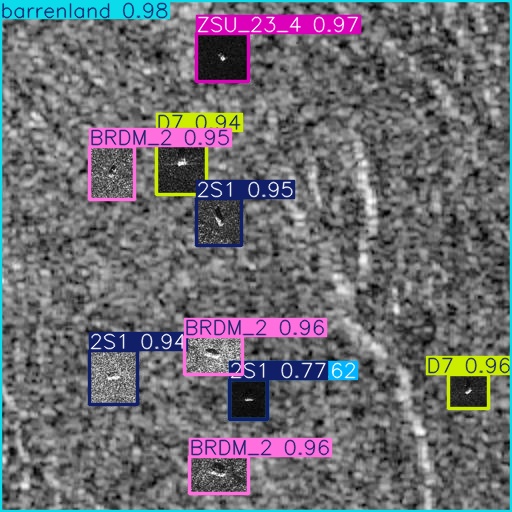 barrenland 0.98
ZSU_23_4 0.97
D7 0.94
BRDM_2 0.95
2S1 0.95
BRDM_2 0.96
2S1 0.94
2S1 0.77
62
D7 0.96
BRDM_2 0.96